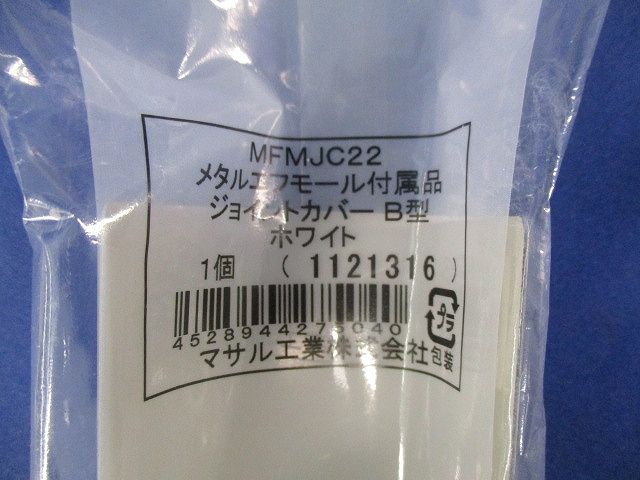 MFMJC22
メタルエフモール付属品
ジョイントカバー B型
ホワイト
1個 (1121316)
4528944275040
プラ
マサル工業株式会社
包装